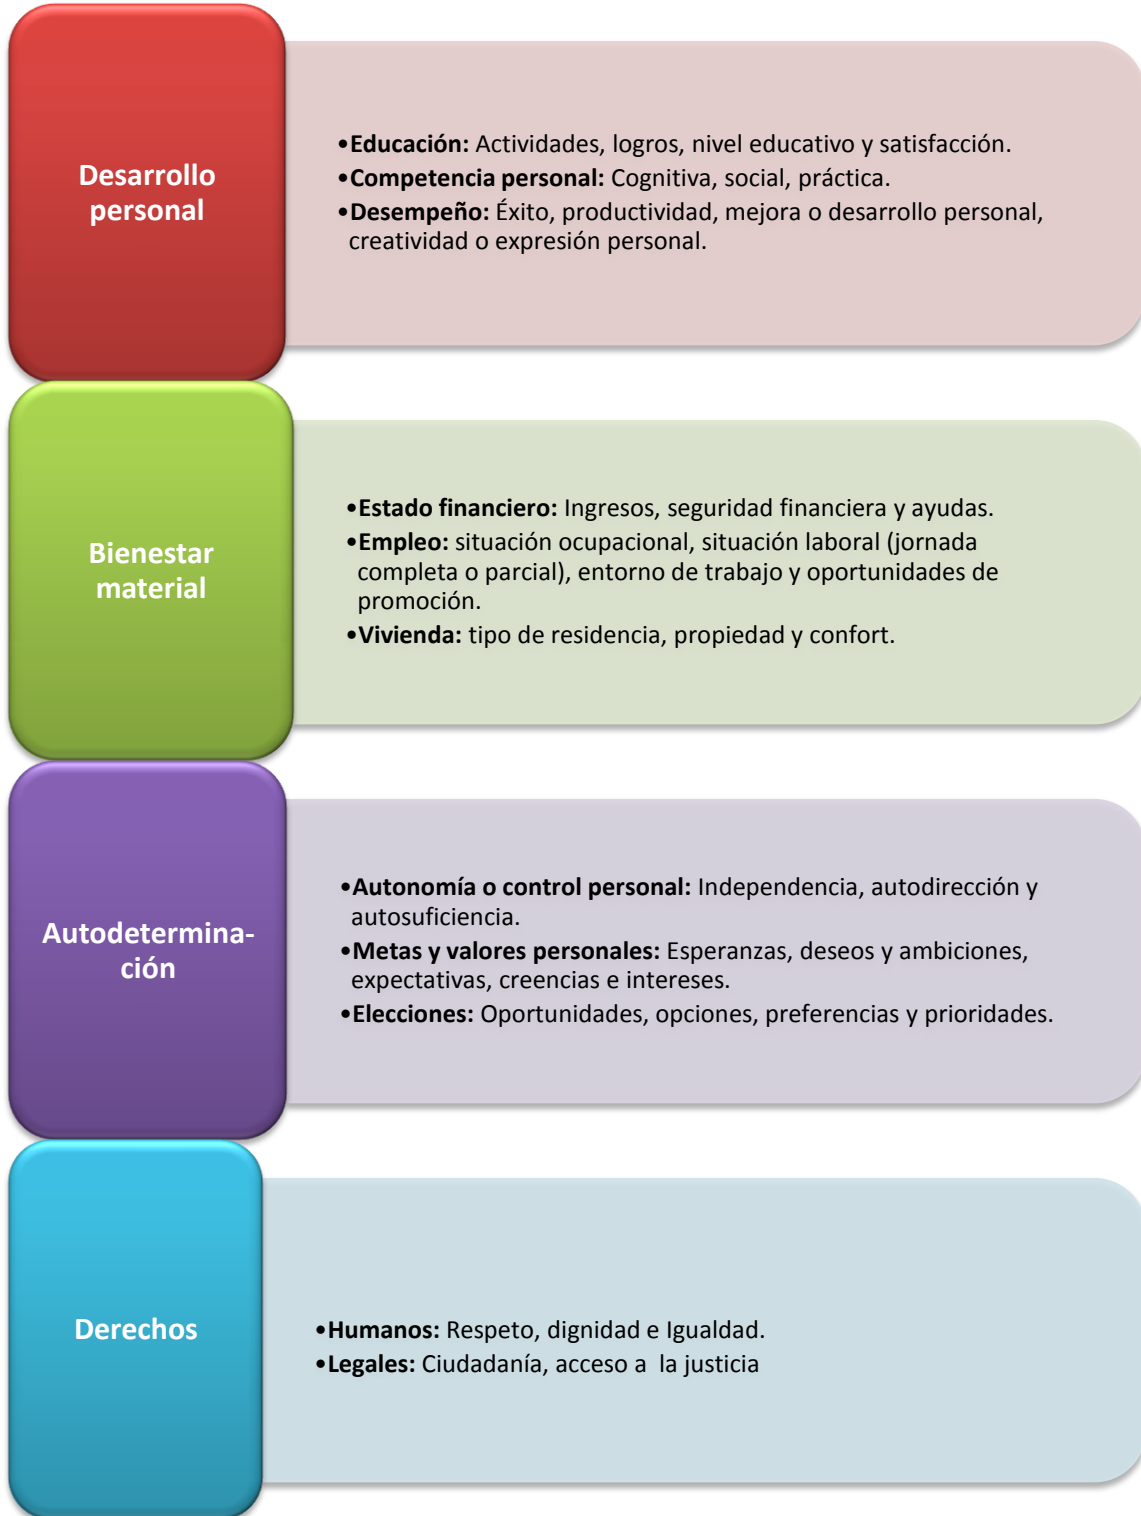 Desarrollo
personal
•Educación: Actividades, logros, nivel educativo y satisfacción.
•Competencia personal: Cognitiva, social, práctica.
•Desempeño: Éxito, productividad, mejora o desarrollo personal,
creatividad o expresión personal.
Bienestar
material
•Estado financiero: Ingresos, seguridad financiera y ayudas.
•Empleo: situación ocupacional, situación laboral (jornada
completa o parcial), entorno de trabajo y oportunidades de
promoción.
•Vivienda: tipo de residencia, propiedad y confort.
Autodetermina-
ción
•Autonomía o control personal: Independencia, autodirección y
autosuficiencia.
•Metas y valores personales: Esperanzas, deseos y ambiciones,
expectativas, creencias e intereses.
•Elecciones: Oportunidades, opciones, preferencias y prioridades.
Derechos
•Humanos: Respeto, dignidad e Igualdad.
•Legales: Ciudadanía, acceso a  la justicia